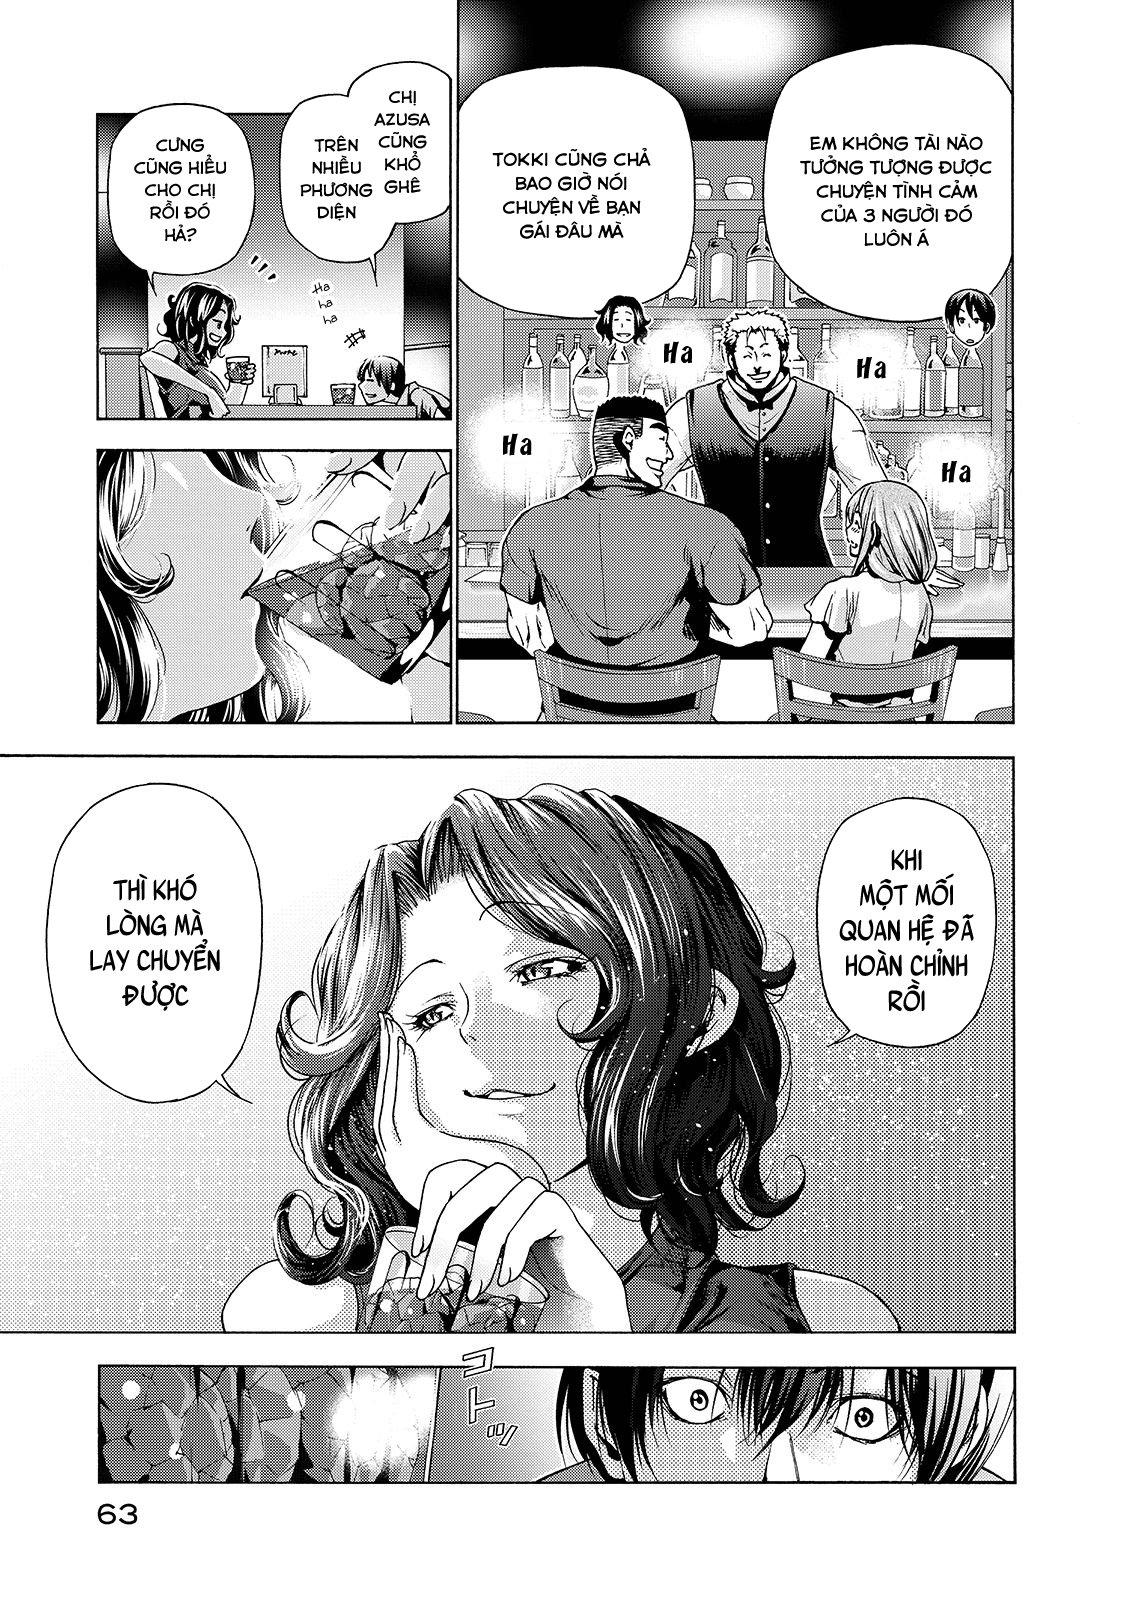 EM KHÔNG TÀI NÀO
TƯỞNG TƯỢNG ĐƯỢC
CHUYỆN TÌNH CẢM
CỦA 3 NGƯỜI ĐÓ
LUÔN Á
TOKKI CŨNG CHẢ
BAO GIỜ NÓI
CHUYỆN VỀ BẠN
GÁI ĐÂU MÀ
Ha
Ha
Ha
Ha
CHỊ
AZUSA
CŨNG
KHỔ
GHÊ
TRÊN
NHIỀU
PHƯƠNG
DIỆN
CƯNG
CŨNG HIỂU
CHO CHỊ
RỒI ĐÓ
HẢ?
Ha
ha
ha
KHI
MỘT MỐI
QUAN HỆ ĐÃ
HOÀN CHỈNH
RỒI
THÌ KHÓ
LÒNG MÀ
LAY CHUYỂN
ĐƯỢC
コトッ
63